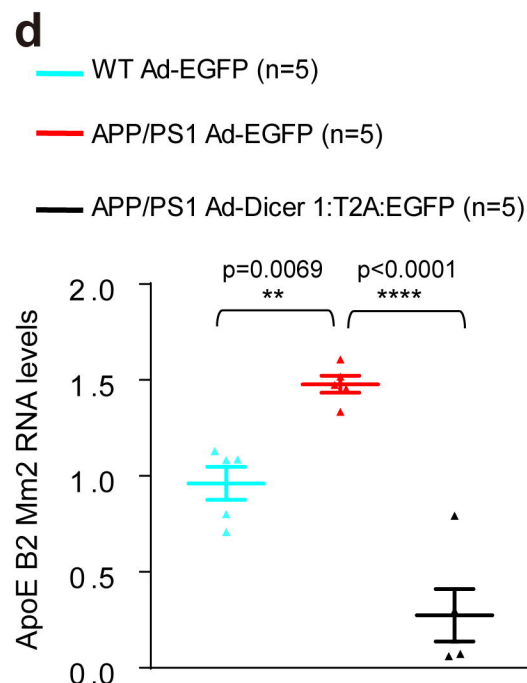 d
WT Ad-EGFP (n=5)
APP/PS1 Ad-EGFP (n=5)
APP/PS1 Ad-Dicer 1:T2A:EGFP (n=5)
p=0.0069 p<0.0001
** ****
2.0
1.5
1.0
0.5
0.0
ApoE B2 Mm2 RNA levels